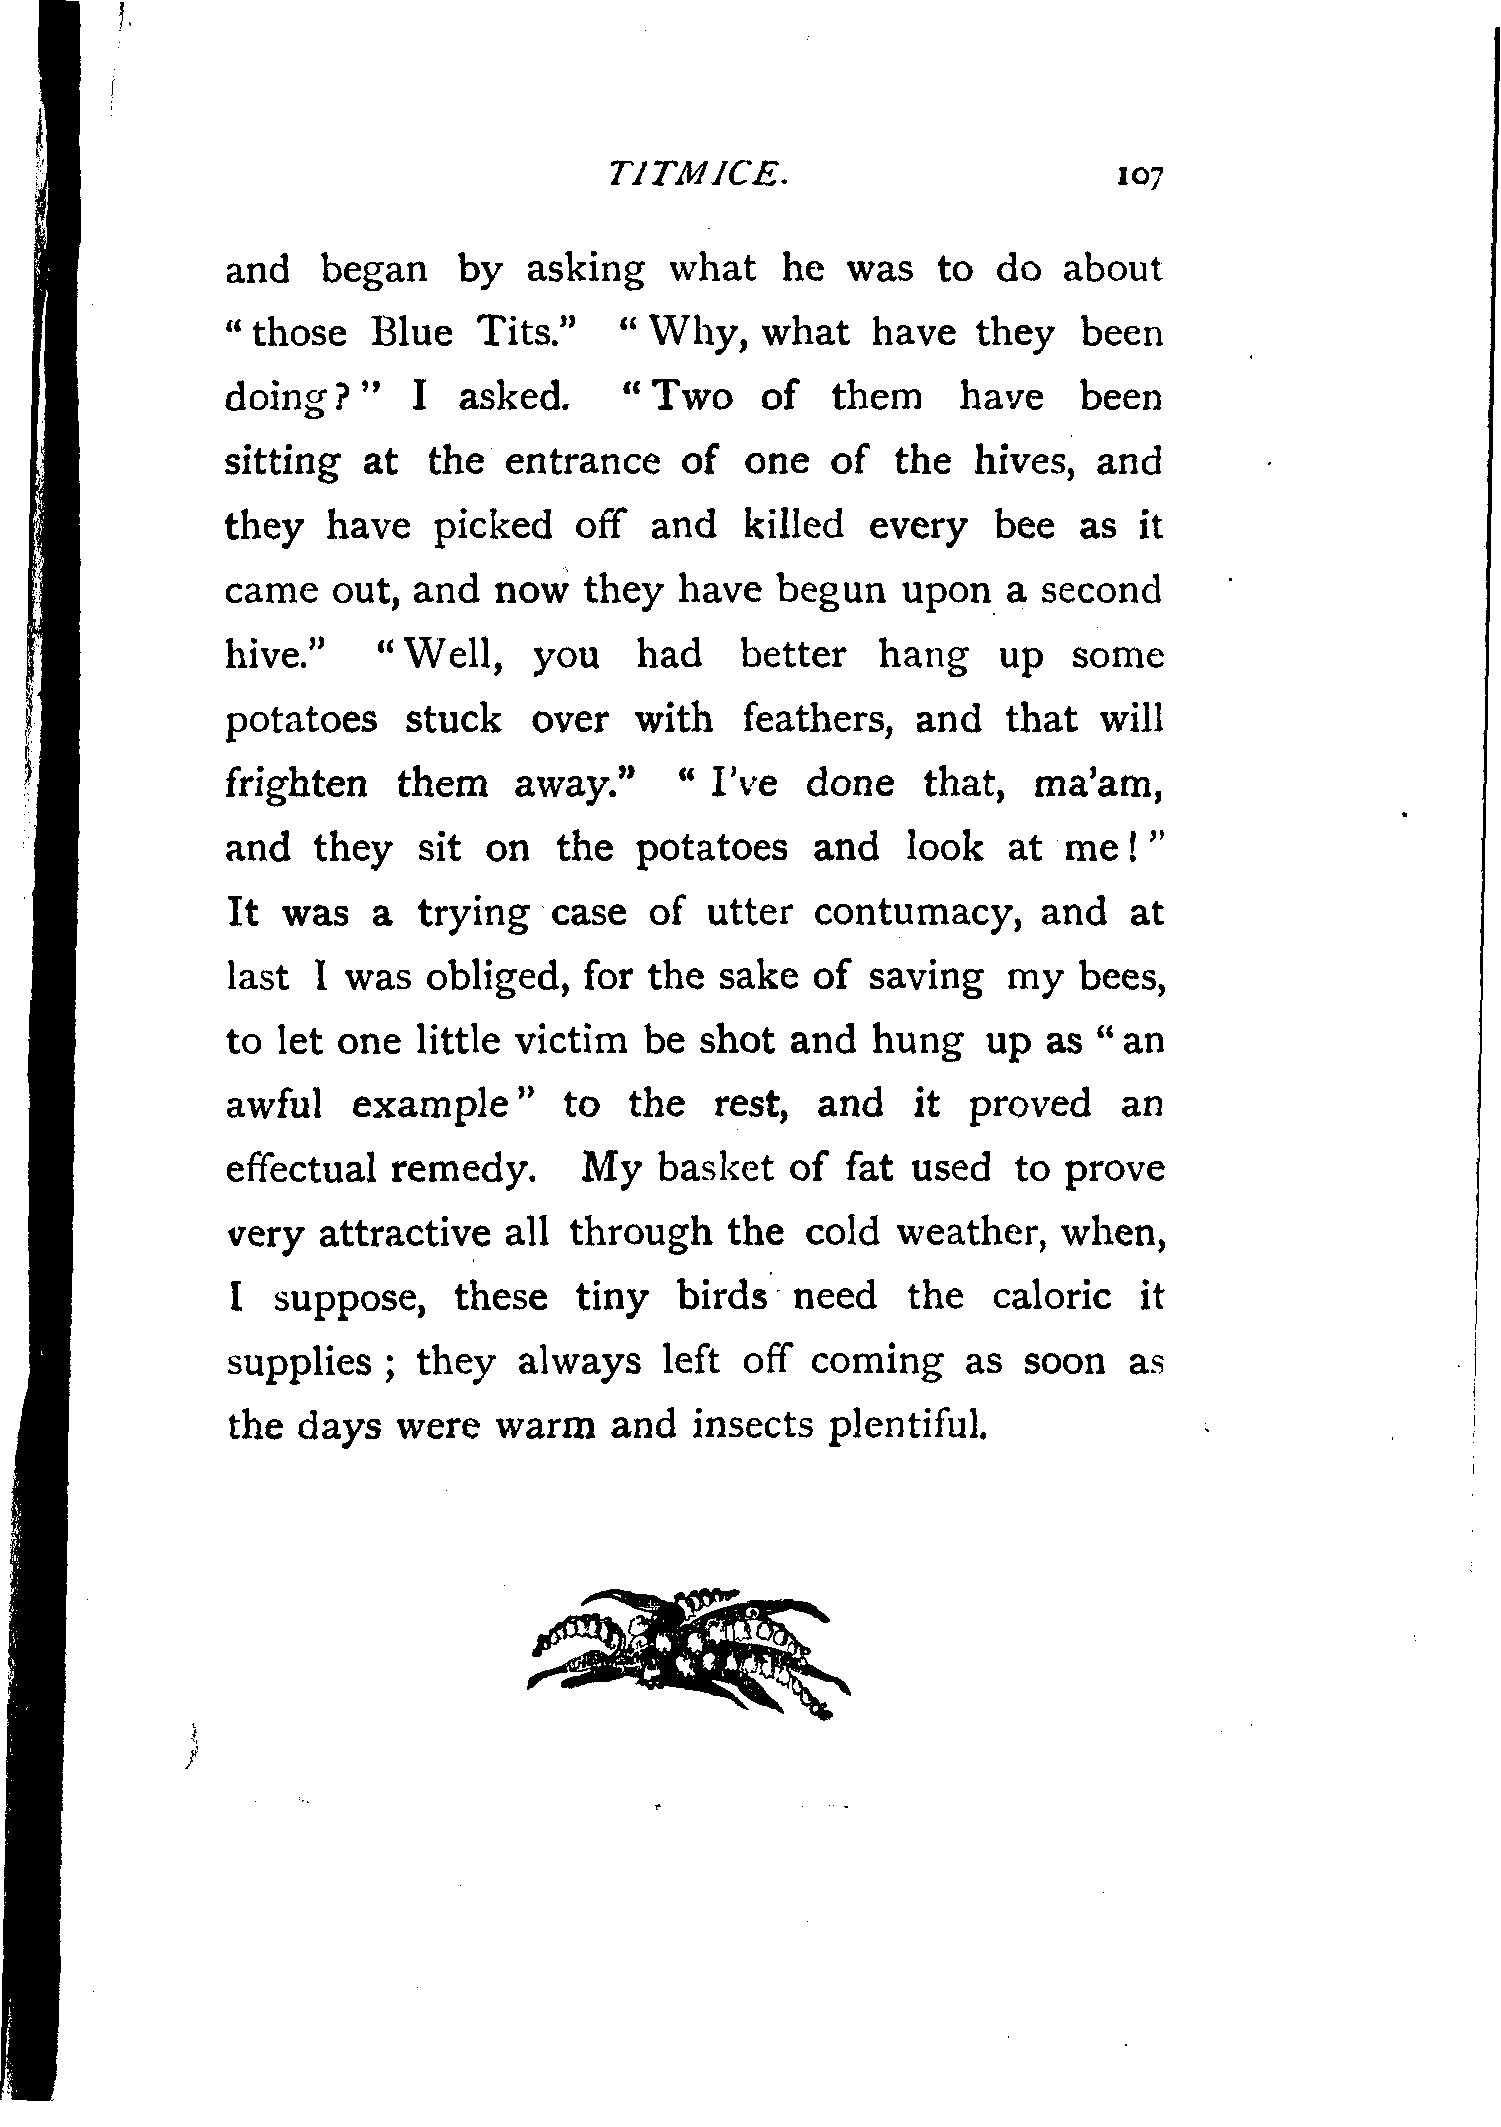 TITMICE. 107
and began by asking what he was to do about
“ those Blue Tits.” “ Why, what have they been
doing ? ” I asked. “ Two of them have been
sitting at the entrance of one of the hives, and
they have picked off and killed every bee as it
came out, and now they have begun upon a second
hive.” “ Well, you had better hang up some
potatoes stuck over with feathers, and that will
frighten them away.” “ I've done that, ma'am,
and they sit on the potatoes and look at me ! ”
It was a trying case of utter contumacy, and at
last I was obliged, for the sake of saving my bees,
to let one little victim be shot and hung up as “ an
awful example ” to the rest, and it proved an
effectual remedy. My basket of fat used to prove
very attractive all through the cold weather, when,
I suppose, these tiny birds need the caloric it
supplies ; they always left off coming as soon as
the days were warm and insects plentiful.